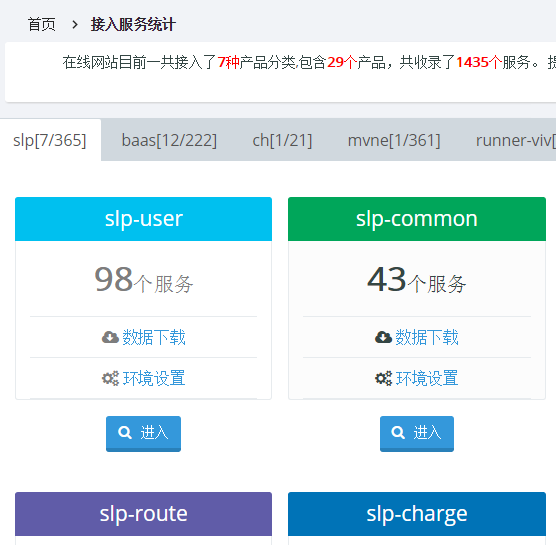 首页 > 接入服务统计
在线网站目前一共接入了7种产品分类,包含29个产品，共收录了1435个服务。提
slp[7/365] baas[12/222] ch[1/21] mvne[1/361] runner-viv[
slp-user slp-common
98个服务 43个服务
数据下载 数据下载
环境设置 环境设置
进入 进入
slp-route slp-charge